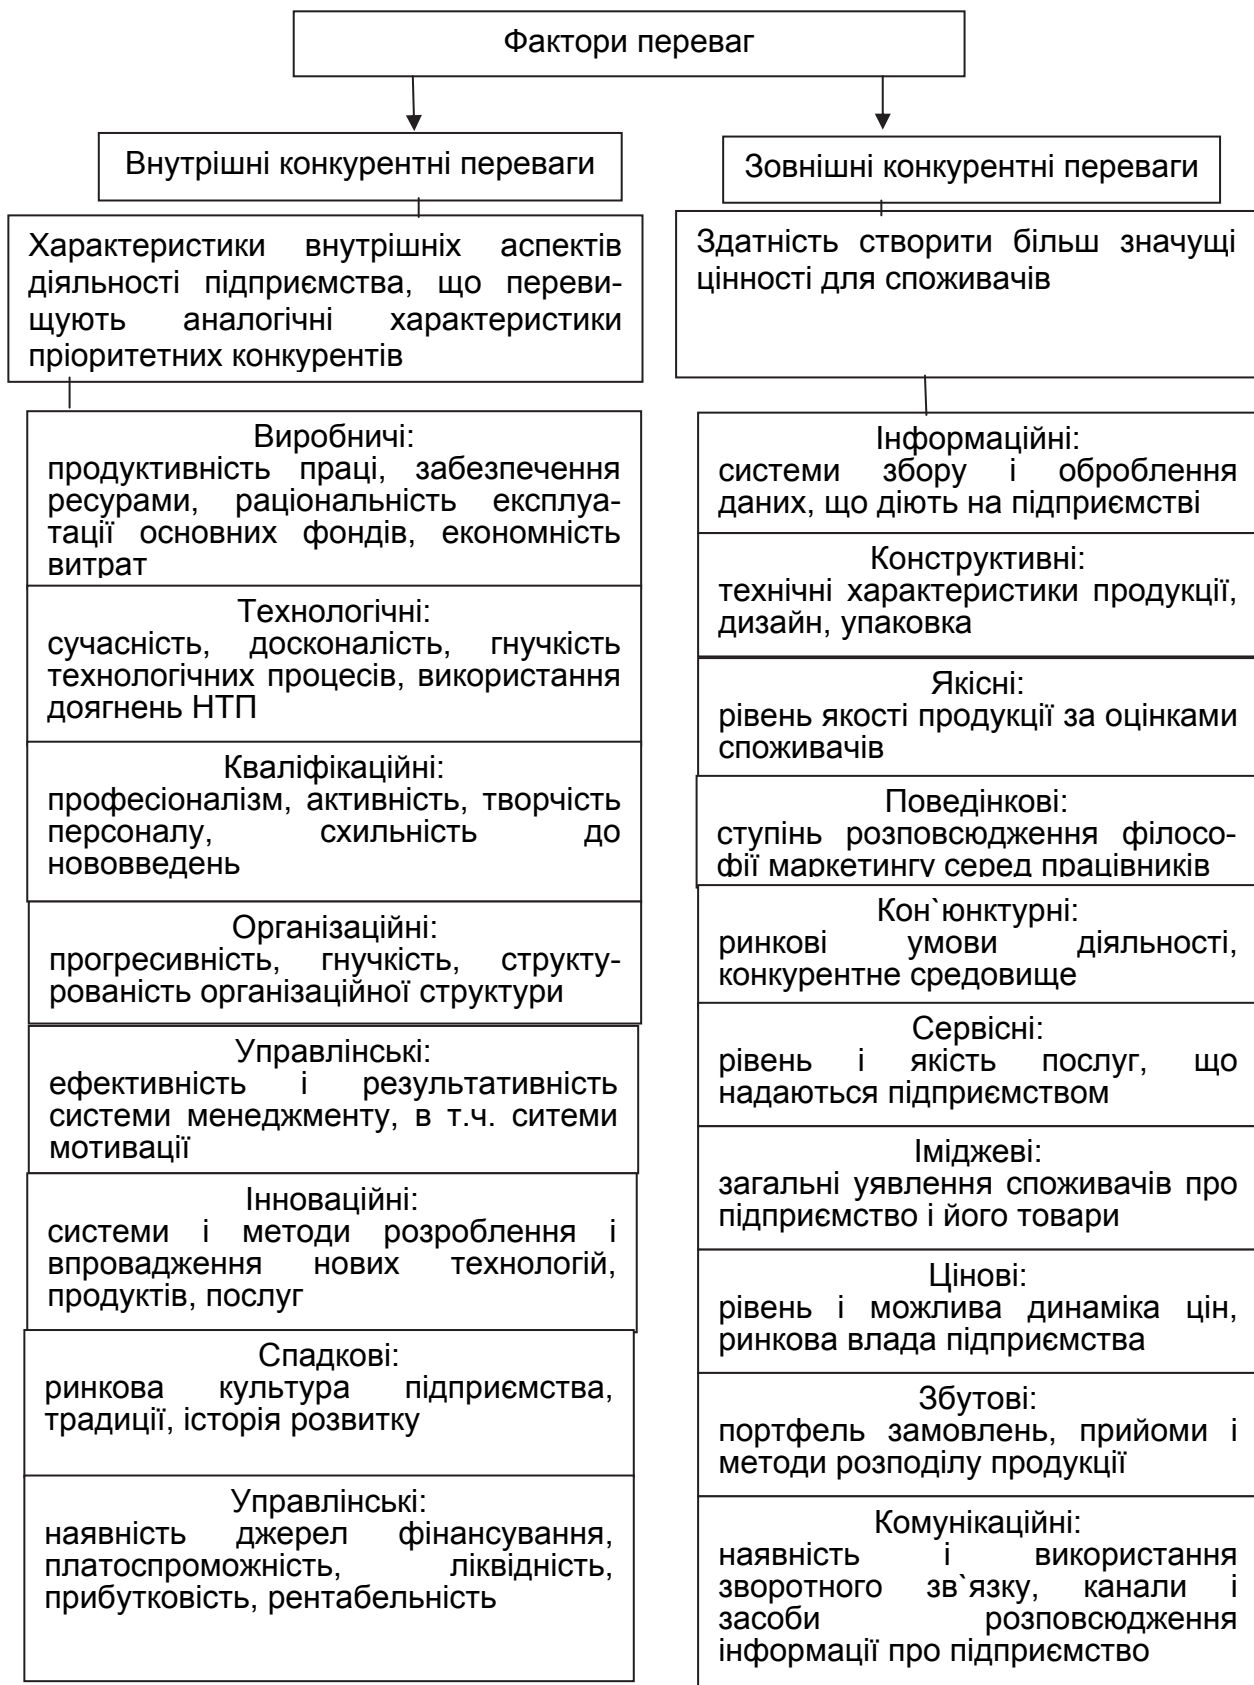 Фактори переваг
Внутрішні конкурентні переваги
Характеристики внутрішніх аспектів
діяльності підприємства, що переви-
щують аналогічні характеристики
пріоритетних конкурентів
Виробничі:
продуктивність праці, забезпечення
ресурами, раціональність експлуа-
тації основних фондів, економність
витрат
Технологічні:
сучасність, досконалість, гнучкість
технологічних процесів, використання
доягнень НТП
Кваліфікаційні:
професіоналізм, активність, творчість
персоналу, схильність до
нововведень
Організаційні:
прогресивність, гнучкість, структу-
рованість організаційної структури
Управлінські:
ефективність і результативність
системи менеджменту, в т.ч. ситеми
мотивації
Інноваційні:
системи і методи розроблення і
впровадження нових технологій,
продуктів, послуг
Спадкові:
ринкова культура підприємства,
традиції, історія розвитку
Управлінські:
наявність джерел фінансування,
платоспроможність, ліквідність,
прибутковість, рентабельність
Зовнішні конкурентні переваги
Здатність створити більш значущі
цінності для споживачів
Інформаційні:
системи збору і оброблення
даних, що діють на підприємстві
Конструктивні:
технічні характеристики продукції,
дизайн, упаковка
Якісні:
рівень якості продукції за оцінками
споживачів
Поведінкові:
ступінь розповсюдження філосо-
фії маркетингу серед працівників
Кон`юнктурні:
ринкові умови діяльності,
конкурентне средовище
Сервісні:
рівень і якість послуг, що
надаються підприємством
Іміджеві:
загальні уявлення споживачів про
підприємство і його товари
Цінові:
рівень і можлива динаміка цін,
ринкова влада підприємства
Збутові:
портфель замовлень, прийоми і
методи розподілу продукції
Комунікаційні:
наявність і використання
зворотного зв`язку, канали і
засоби розповсюдження
інформації про підприємство